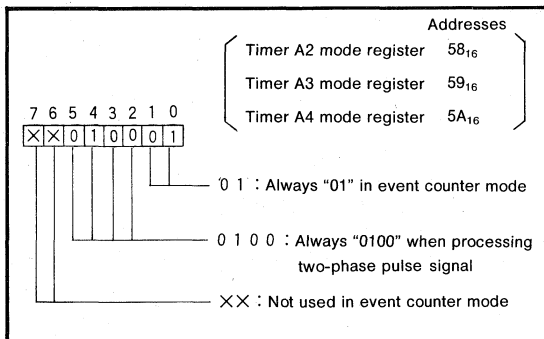 Addresses
Timer A2 mode register 58₁₆
Timer A3 mode register 59₁₆
Timer A4 mode register 5A₁₆
7 6 5 4 3 2 1 0
× × 0 1 0 0 0 1
0 1 : Always “01” in event counter mode
0 1 0 0 : Always “0100” when processing
two-phase pulse signal
×× : Not used in event counter mode